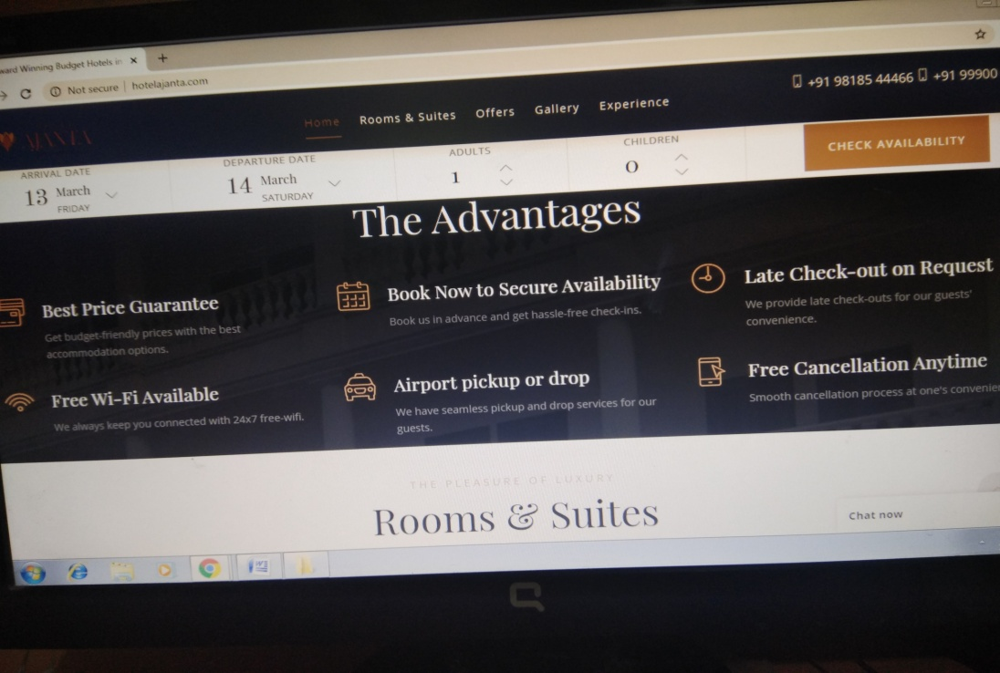 ward Winning Budget Hotels in
Not secure | hotelajanta.com
+91 98185 44466 +91 99900
Home Rooms & Suites Offers Gallery Experience
ARRIVAL DATE DEPARTURE DATE ADULTS CHILDREN
13 March FRIDAY 14 March SATURDAY 1 0
CHECK AVAILABILITY
The Advantages
Best Price Guarantee
Get budget-friendly prices with the best
accommodation options.
Book Now to Secure Availability
Book us in advance and get hassle-free check-ins.
Late Check-out on Request
We provide late check-outs for our guests'
convenience.
Free Wi-Fi Available
We always keep you connected with 24x7 free-wifi.
Airport pickup or drop
We have seamless pickup and drop services for our
guests.
Free Cancellation Anytime
Smooth cancellation process at one's convenie
THE PLEASURE OF LUXURY
Rooms & Suites
Chat now